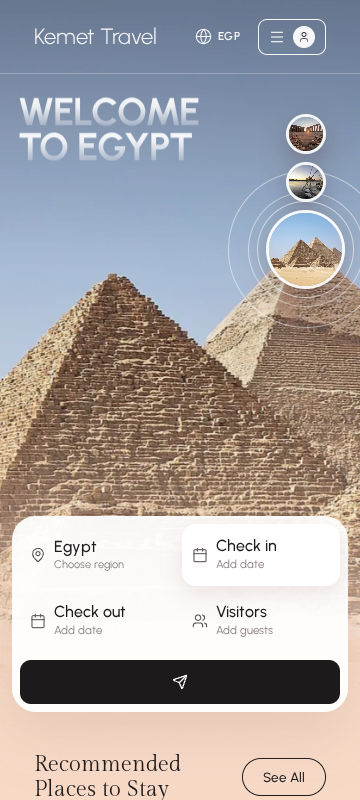 Kemet Travel
EGP
WELCOME
TO EGYPT
Egypt
Choose region
Check in
Add date
Check out
Add date
Visitors
Add guests
Recommended
Places to Stay
See All